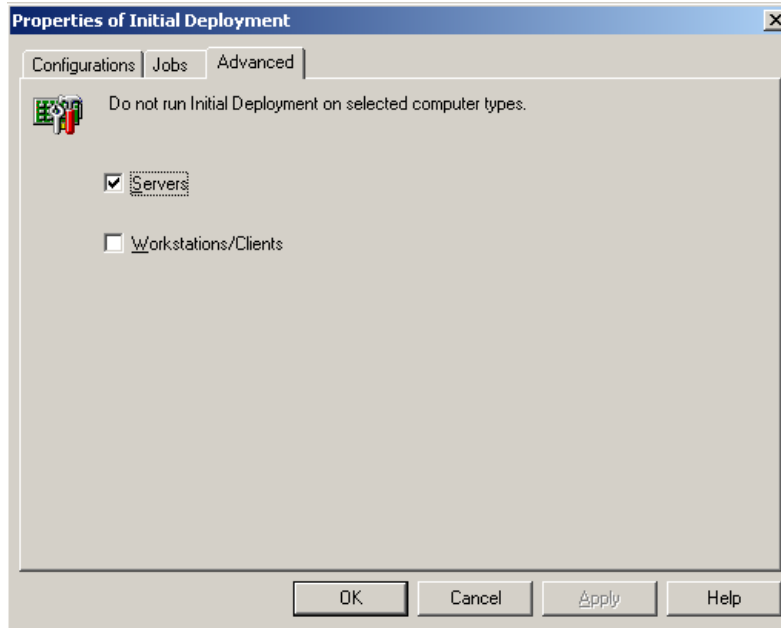 Properties of Initial Deployment
Configurations Jobs Advanced
Do not run Initial Deployment on selected computer types.
Servers
Workstations/Clients
OK Cancel Apply Help